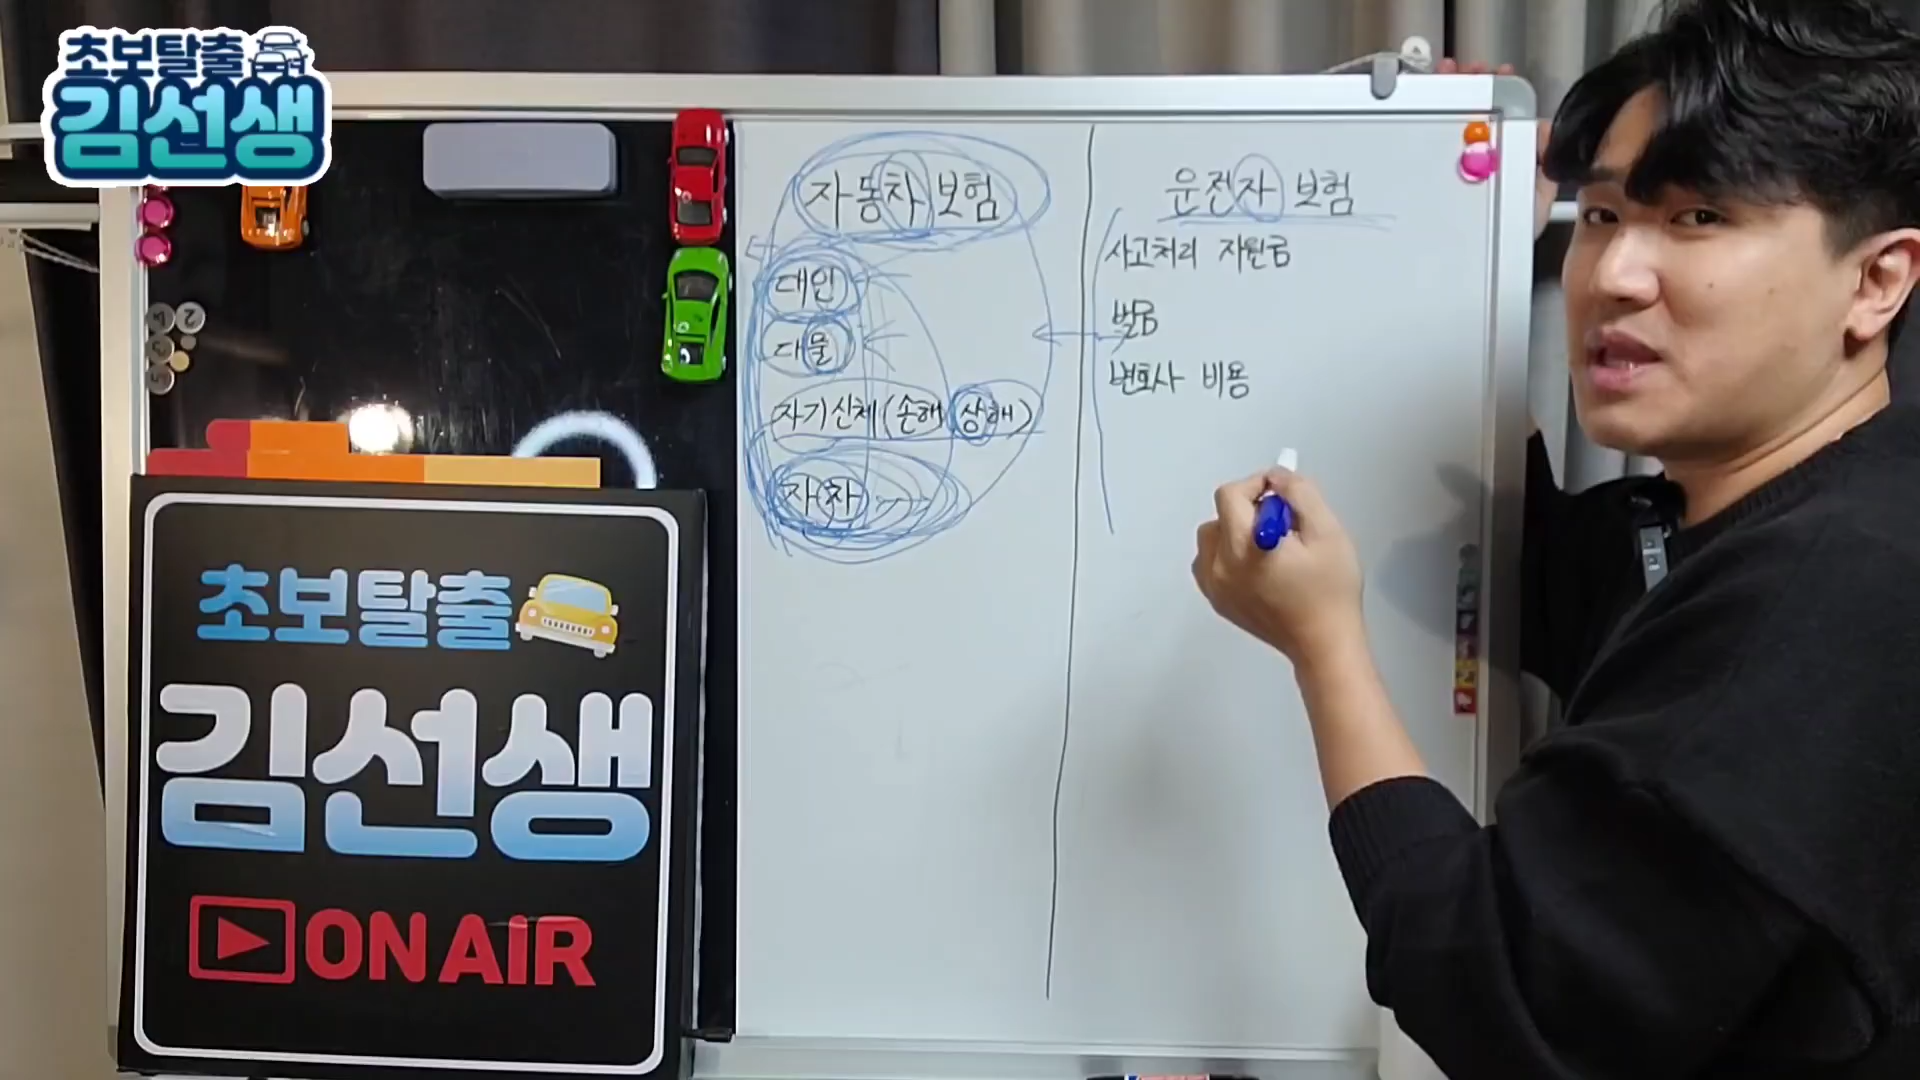 초보탈출
김선생
자동차보험
대인
대물
자기신체(손해 상해)
자차
운전자 보험
사고처리 지원금
벌금
변호사 비용
초보탈출
김선생
ON AIR
2